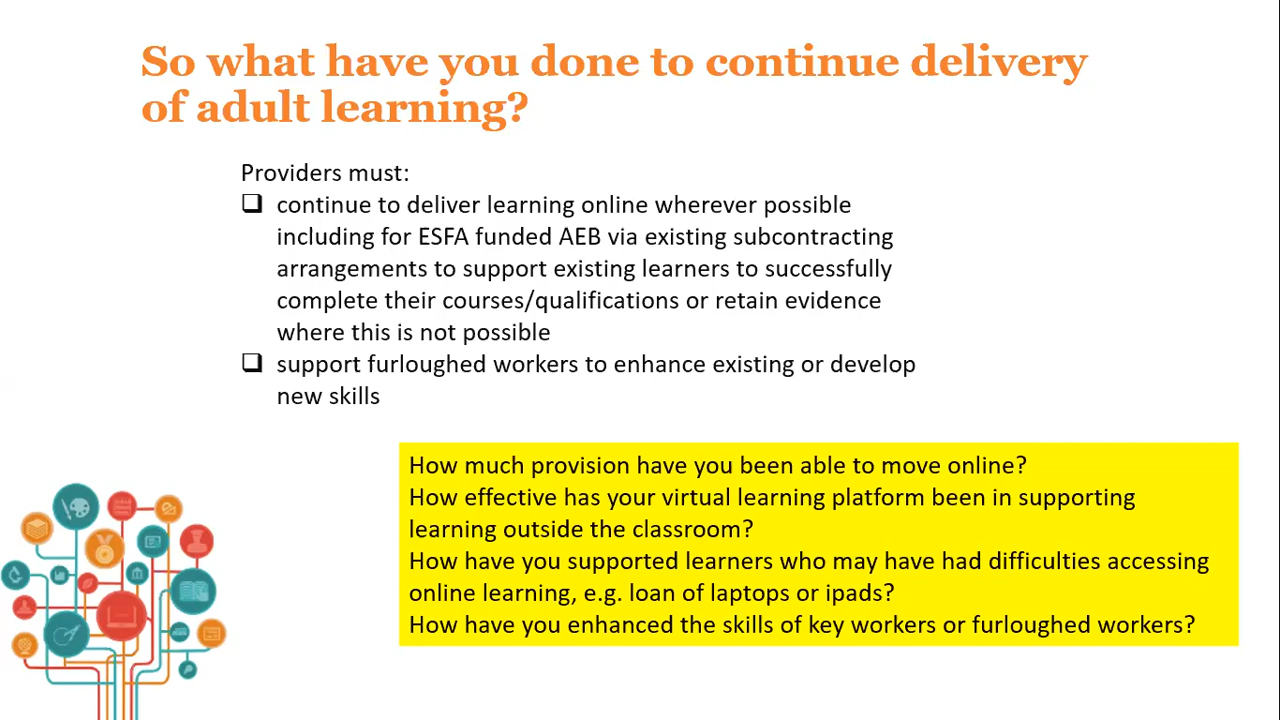 So what have you done to continue delivery
of adult learning?
Providers must:
❑ continue to deliver learning online wherever possible
including for ESFA funded AEB via existing subcontracting
arrangements to support existing learners to successfully
complete their courses/qualifications or retain evidence
where this is not possible
❑ support furloughed workers to enhance existing or develop
new skills
How much provision have you been able to move online?
How effective has your virtual learning platform been in supporting
learning outside the classroom?
How have you supported learners who may have had difficulties accessing
online learning, e.g. loan of laptops or ipads?
How have you enhanced the skills of key workers or furloughed workers?